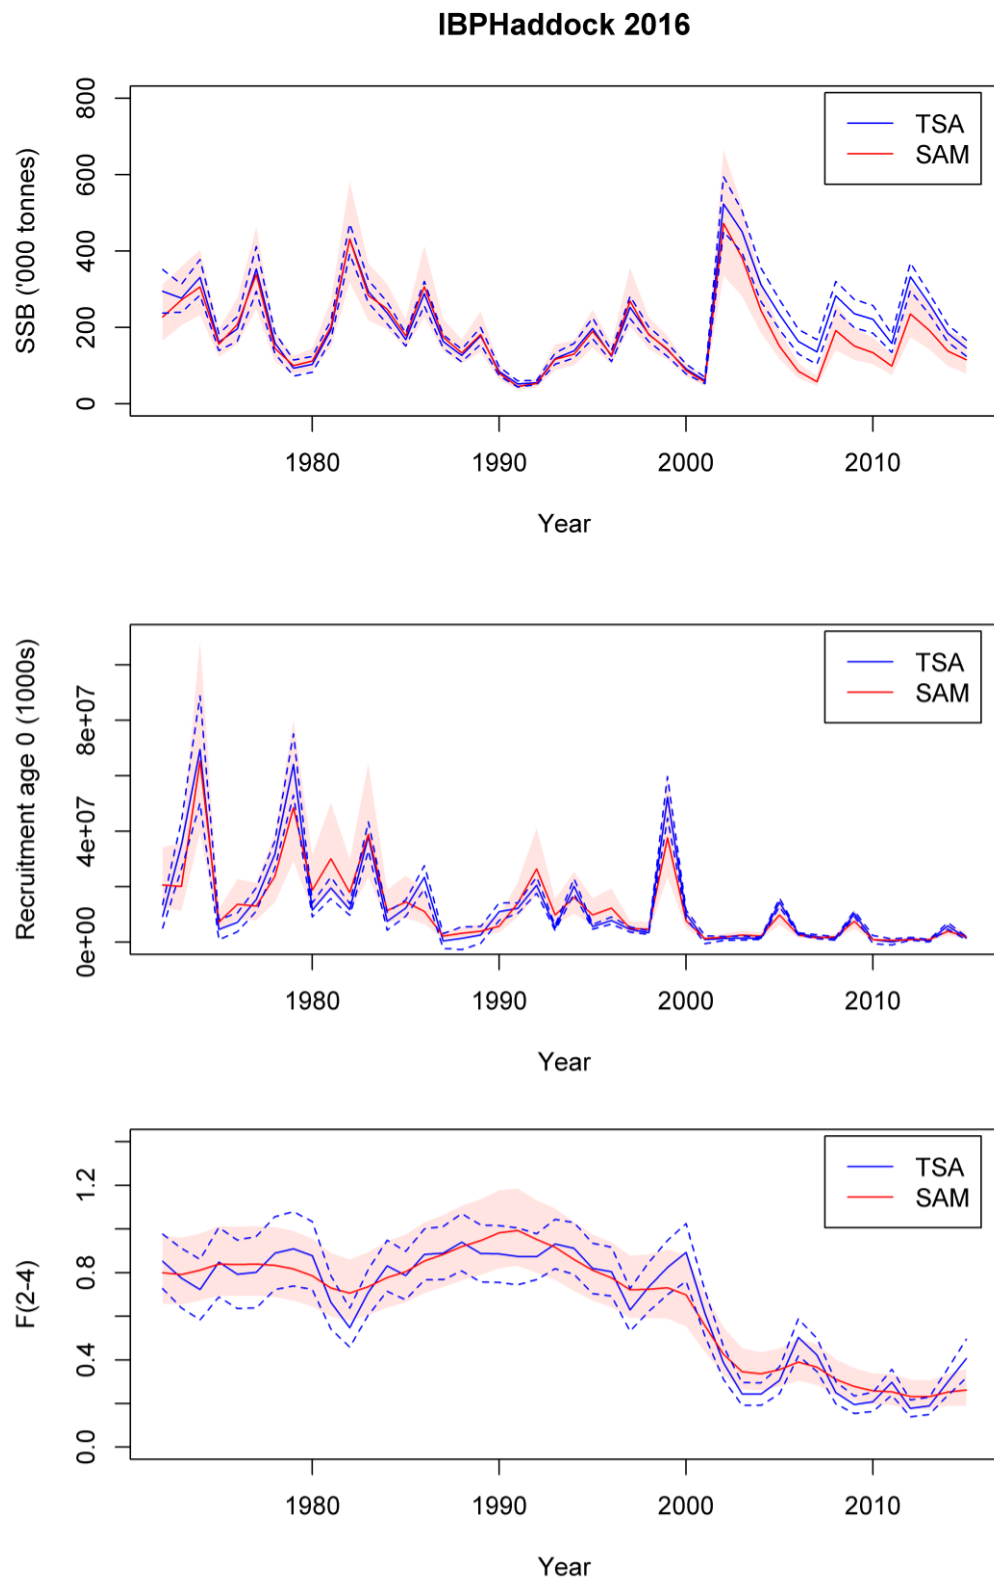 IBPHaddock 2016
SSB ('000 tonnes)
800
600
400
200
0
TSA
SAM
1980 1990 2000 2010
Year
Recruitment age 0 (1000s)
8e+07
4e+07
0e+00
TSA
SAM
1980 1990 2000 2010
Year
F(2-4)
1.2
0.8
0.4
0.0
TSA
SAM
1980 1990 2000 2010
Year